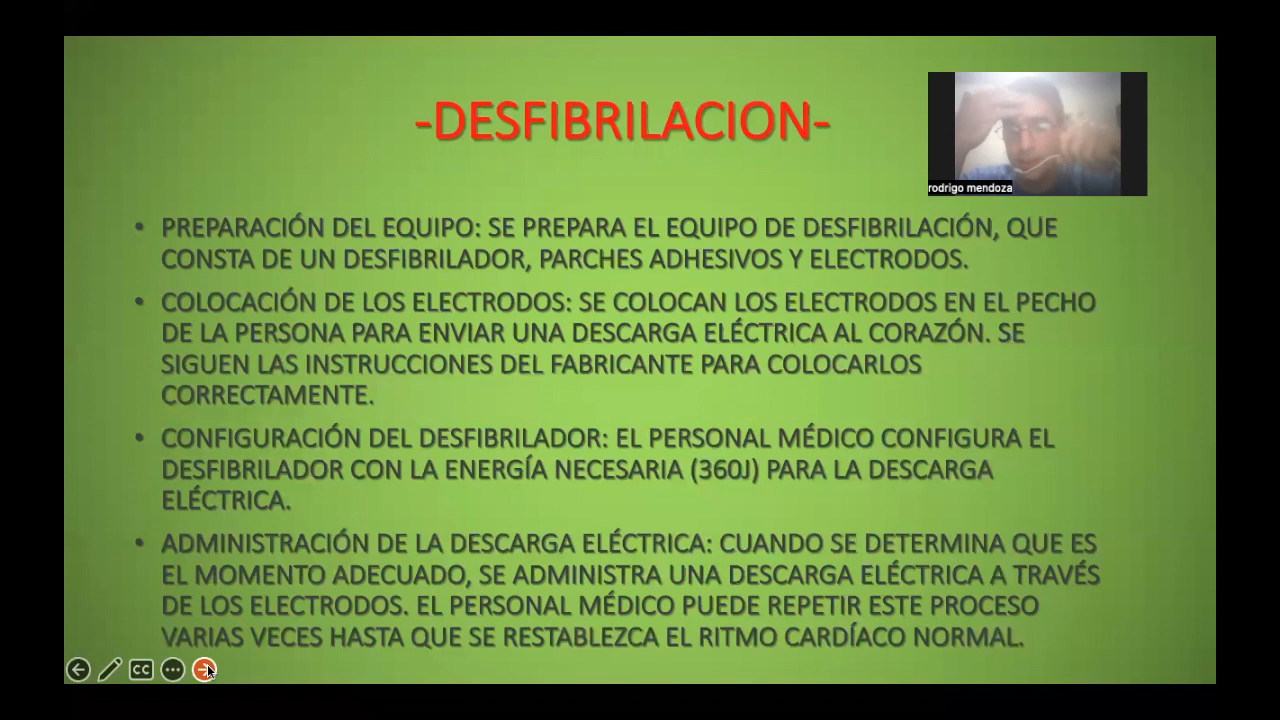 -DESFIBRILACION-
rodrigo mendoza
• PREPARACIÓN DEL EQUIPO: SE PREPARA EL EQUIPO DE DESFIBRILACIÓN, QUE
CONSTA DE UN DESFIBRILADOR, PARCHES ADHESIVOS Y ELECTRODOS.
• COLOCACIÓN DE LOS ELECTRODOS: SE COLOCAN LOS ELECTRODOS EN EL PECHO
DE LA PERSONA PARA ENVIAR UNA DESCARGA ELÉCTRICA AL CORAZÓN. SE
SIGUEN LAS INSTRUCCIONES DEL FABRICANTE PARA COLOCARLOS
CORRECTAMENTE.
• CONFIGURACIÓN DEL DESFIBRILADOR: EL PERSONAL MÉDICO CONFIGURA EL
DESFIBRILADOR CON LA ENERGÍA NECESARIA (360J) PARA LA DESCARGA
ELÉCTRICA.
• ADMINISTRACIÓN DE LA DESCARGA ELÉCTRICA: CUANDO SE DETERMINA QUE ES
EL MOMENTO ADECUADO, SE ADMINISTRA UNA DESCARGA ELÉCTRICA A TRAVÉS
DE LOS ELECTRODOS. EL PERSONAL MÉDICO PUEDE REPETIR ESTE PROCESO
VARIAS VECES HASTA QUE SE RESTABLEZCA EL RITMO CARDÍACO NORMAL.
CC